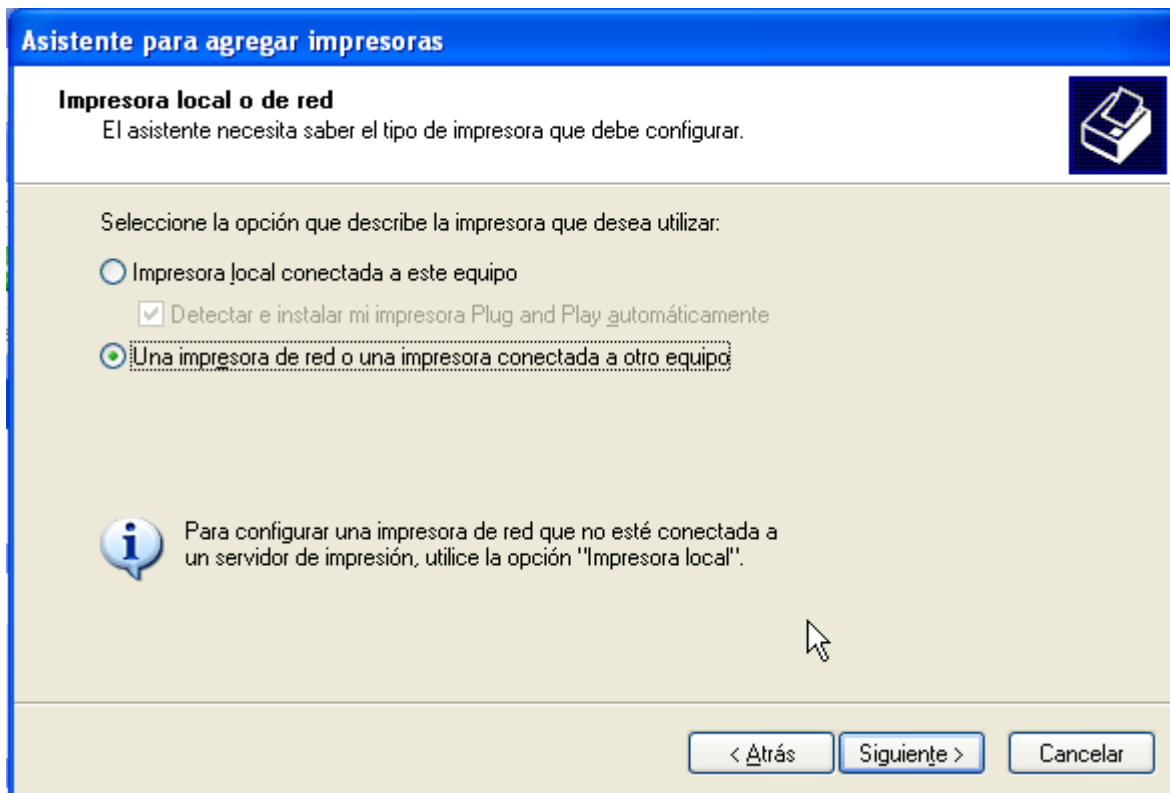 Asistente para agregar impresoras
Impresora local o de red
El asistente necesita saber el tipo de impresora que debe configurar.
Seleccione la opción que describe la impresora que desea utilizar:
Impresora local conectada a este equipo
Detectar e instalar mi impresora Plug and Play automáticamente
Una impresora de red o una impresora conectada a otro equipo
Para configurar una impresora de red que no esté conectada a
un servidor de impresión, utilice la opción "Impresora local".
< Atrás
Siguiente >
Cancelar